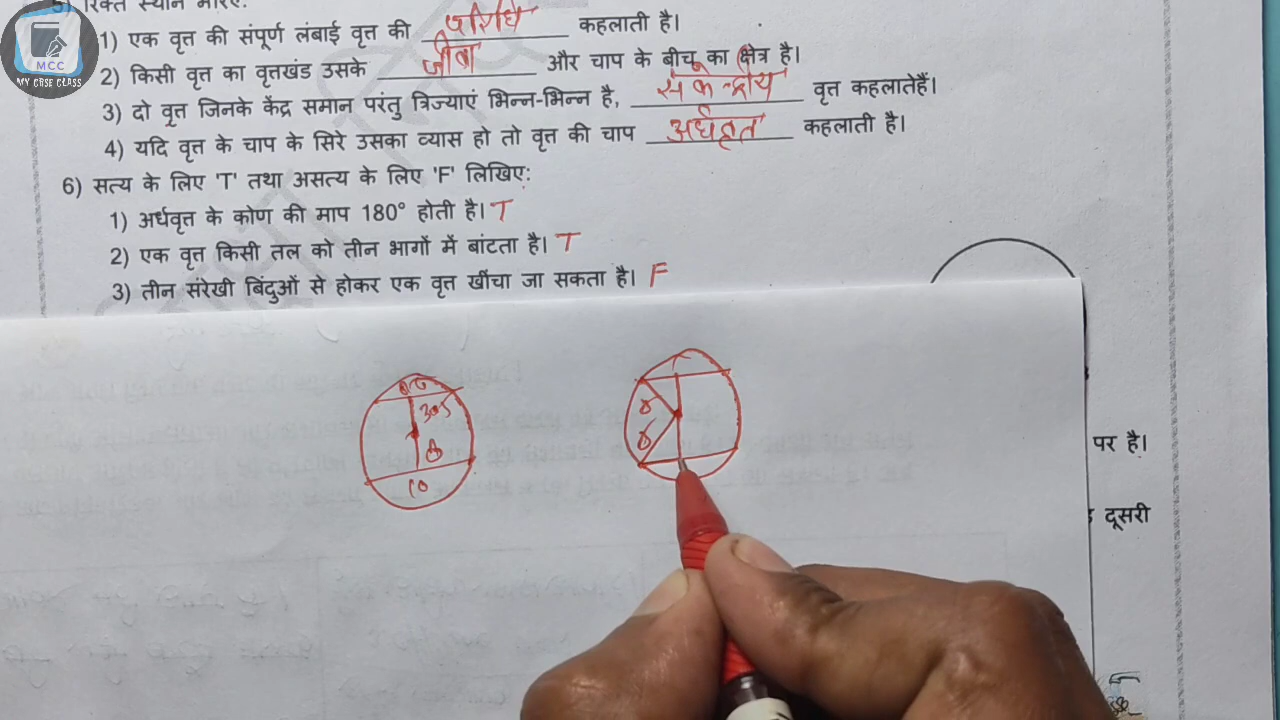 5) रिक्त स्थान भरिए:
1) एक वृत्त की संपूर्ण लंबाई वृत्त की परिधि कहलाती है।
2) किसी वृत्त का वृत्तखंड उसके जीवा और चाप के बीचू का क्षेत्र है।
3) दो वृत्त जिनके केंद्र समान परंतु त्रिज्याएं भिन्न-भिन्न है, संकेन्द्रीय वृत्त कहलातेहैं।
4) यदि वृत्त के चाप के सिरे उसका व्यास हो तो वृत्त की चाप अर्धवृत कहलाती है।
6) सत्य के लिए 'T' तथा असत्य के लिए 'F' लिखिए:
1) अर्धवृत्त के कोण की माप 180° होती है। T
2) एक वृत्त किसी तल को तीन भागों में बांटता है। T
3) तीन संरेखी बिंदुओं से होकर एक वृत्त खींचा जा सकता है। F
10
पर है।
दूसरी
MCC
MY CBSE CLASS